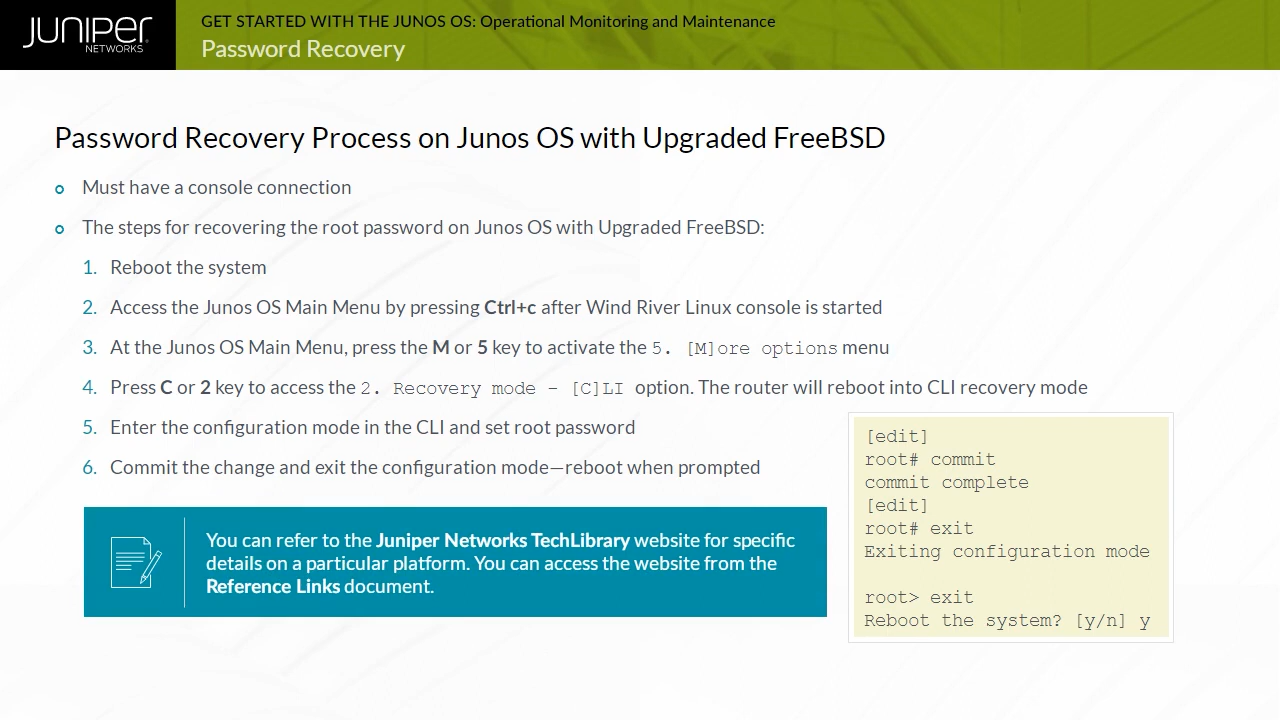 JUNIPER
NETWORKS
GET STARTED WITH THE JUNOS OS: Operational Monitoring and Maintenance
Password Recovery
Password Recovery Process on Junos OS with Upgraded FreeBSD
Must have a console connection
The steps for recovering the root password on Junos OS with Upgraded FreeBSD:
1. Reboot the system
2. Access the Junos OS Main Menu by pressing Ctrl+c after Wind River Linux console is started
3. At the Junos OS Main Menu, press the M or 5 key to activate the 5. [M]ore options menu
4. Press C or 2 key to access the 2. Recovery mode - [C]LI option. The router will reboot into CLI recovery mode
5. Enter the configuration mode in the CLI and set root password
6. Commit the change and exit the configuration mode—reboot when prompted
You can refer to the Juniper Networks TechLibrary website for specific
details on a particular platform. You can access the website from the
Reference Links document.
[edit]
root# commit
commit complete
[edit]
root# exit
Exiting configuration mode
root> exit
Reboot the system? [y/n] y